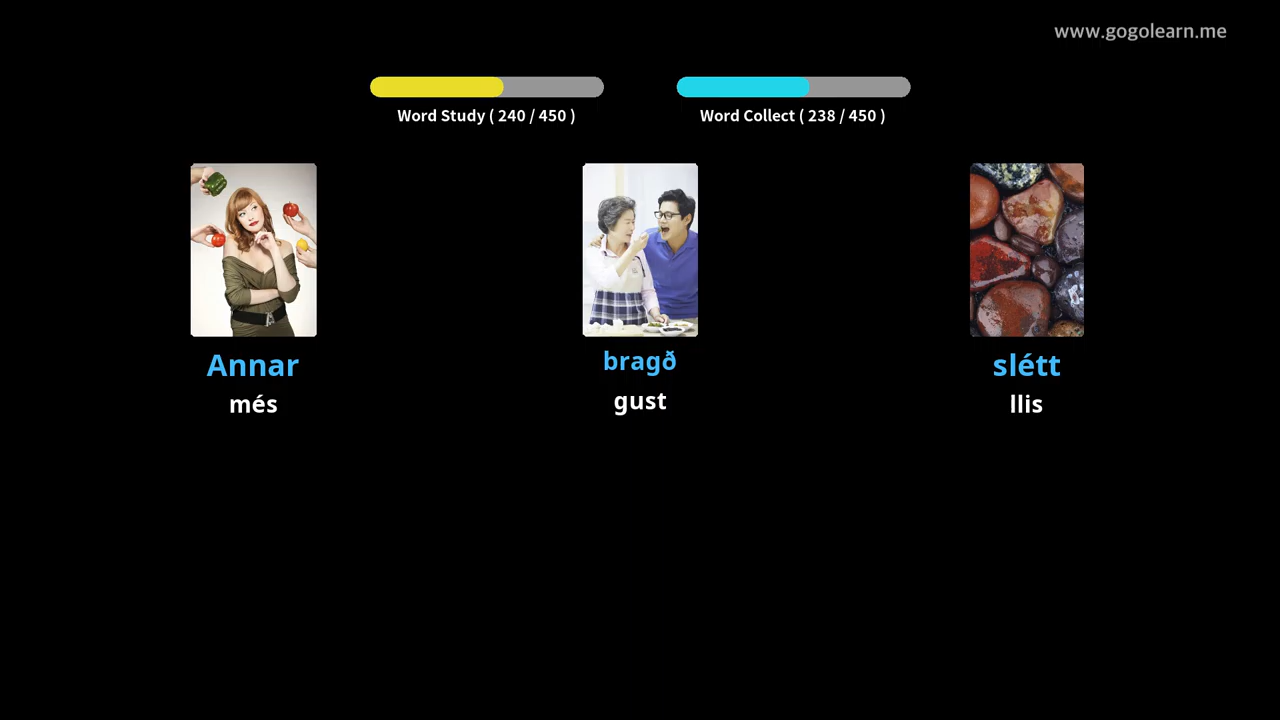 www.gogolearn.me
Word Study ( 240 / 450 )
Word Collect ( 238 / 450 )
Annar
més
bragð
gust
slétt
llis